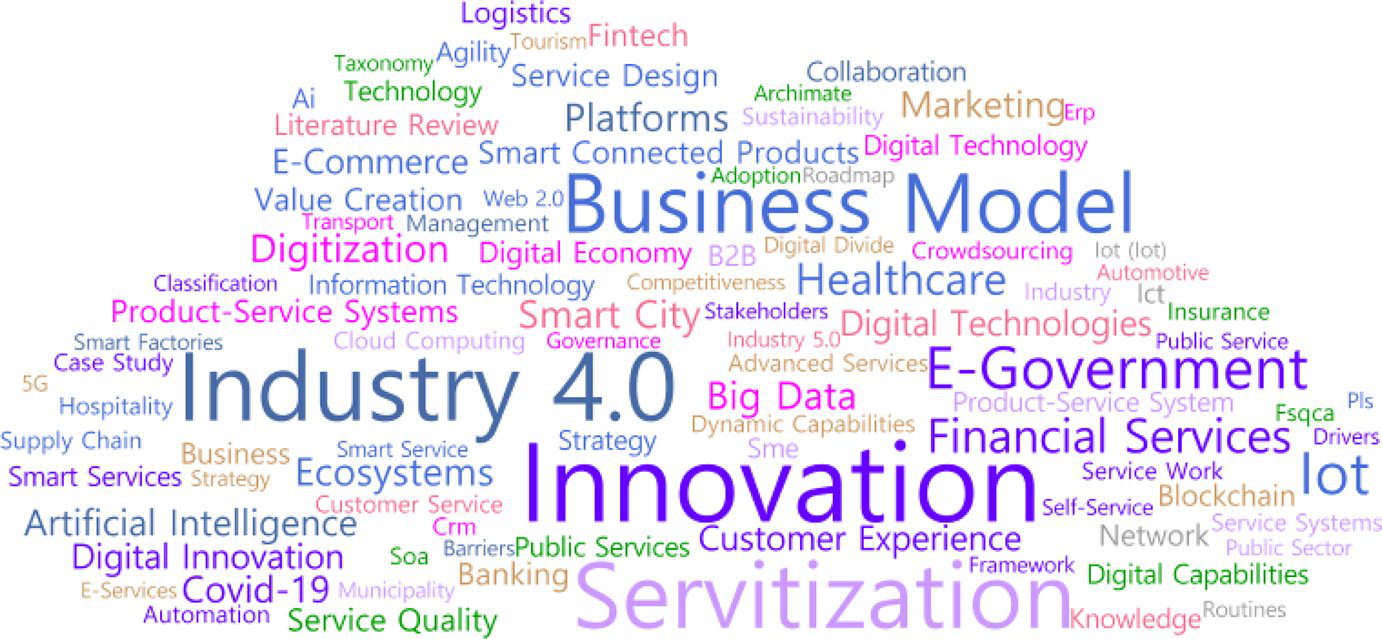 Logistics
Tourism Fintech
Agility
Taxonomy
Service Design
Collaboration
Technology
Archimate
Ai
Marketing
Erp
Platforms
Sustainability
Literature Review
Digital Technology
Smart Connected Products
E-Commerce
Adoption Roadmap
Value Creation
Web 2.0
Business Model
Transport Management
Digitization
Digital Economy
B2B
Digital Divide
Crowdsourcing
Iot (Iot)
Automotive
Classification
Information Technology
Competitiveness
Healthcare
Industry
Ict
Product-Service Systems
Smart City
Stakeholders
Digital Technologies
Insurance
Smart Factories
Cloud Computing
Governance
Industry 5.0
Public Service
Case Study
Advanced Services
5G
Industry 4.0
E-Government
Big Data
Hospitality
Product-Service System
Pls
Fsqca
Dynamic Capabilities
Supply Chain
Strategy
Financial Services
Drivers
Business
Smart Service
Sme
Smart Services
Strategy
Ecosystems
Innovation
Service Work
Iot
Customer Service
Self-Service
Blockchain
Artificial Intelligence
Crm
Network
Service Systems
Digital Innovation
Soa
Barriers
Public Services
Customer Experience
Public Sector
Framework
Banking
Digital Capabilities
E-Services
Covid-19
Municipality
Servitization
Automation
Service Quality
Knowledge
Routines